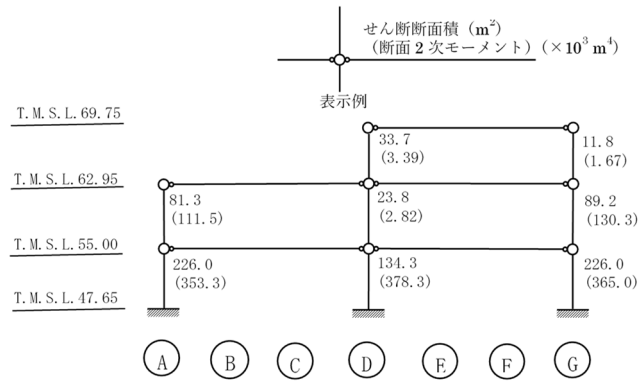 せん断断面積（m²）
（断面2次モーメント）（×10³ m⁴）
表示例
T.M.S.L.69.75
33.7
(3.39)
11.8
(1.67)
T.M.S.L.62.95
81.3
(111.5)
23.8
(2.82)
89.2
(130.3)
T.M.S.L.55.00
226.0
(353.3)
134.3
(378.3)
226.0
(365.0)
T.M.S.L.47.65
A B C D E F G